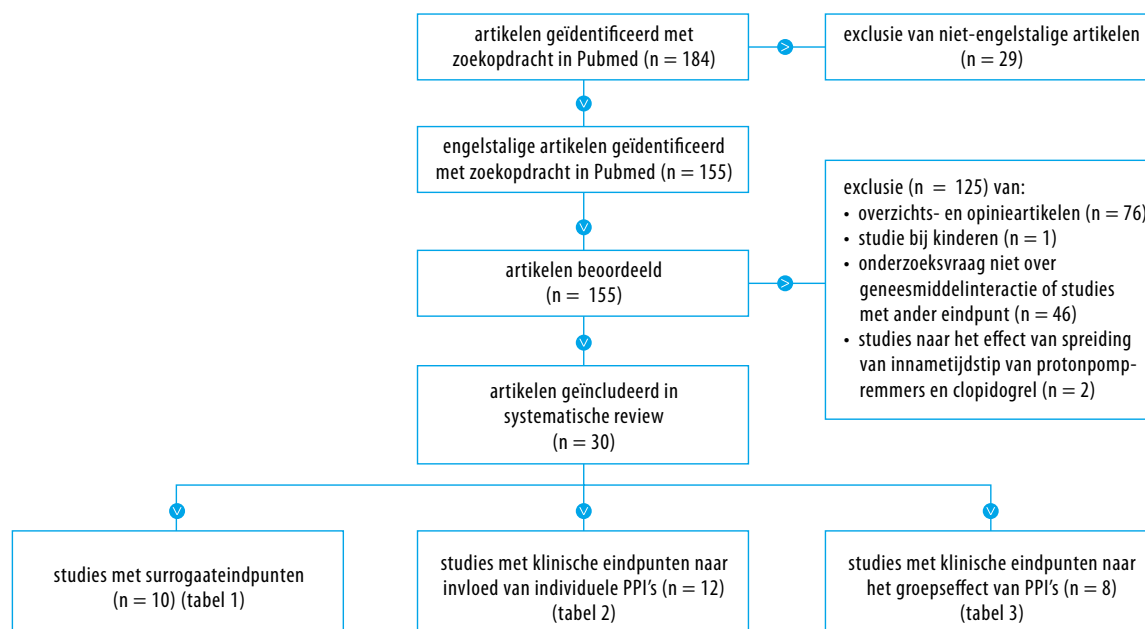 artikelen geïdentificeerd met
zoekopdracht in Pubmed (n = 184)
exclusie van niet-engelstalige artikelen
(n = 29)
engelstalige artikelen geïdentificeerd
met zoekopdracht in Pubmed (n = 155)
exclusie (n = 125) van:
• overzichts- en opinieartikelen (n = 76)
• studie bij kinderen (n = 1)
• onderzoeksvraag niet over
geneesmiddelinteractie of studies
met ander eindpunt (n = 46)
• studies naar het effect van spreiding
van innametijdstip van protonpomp-
remmers en clopidogrel (n = 2)
artikelen beoordeeld
(n = 155)
artikelen geïncludeerd in
systematische review
(n = 30)
studies met surrogaateindpunten
(n = 10) (tabel 1)
studies met klinische eindpunten naar
invloed van individuele PPI's (n = 12)
(tabel 2)
studies met klinische eindpunten naar
het groepseffect van PPI's (n = 8)
(tabel 3)